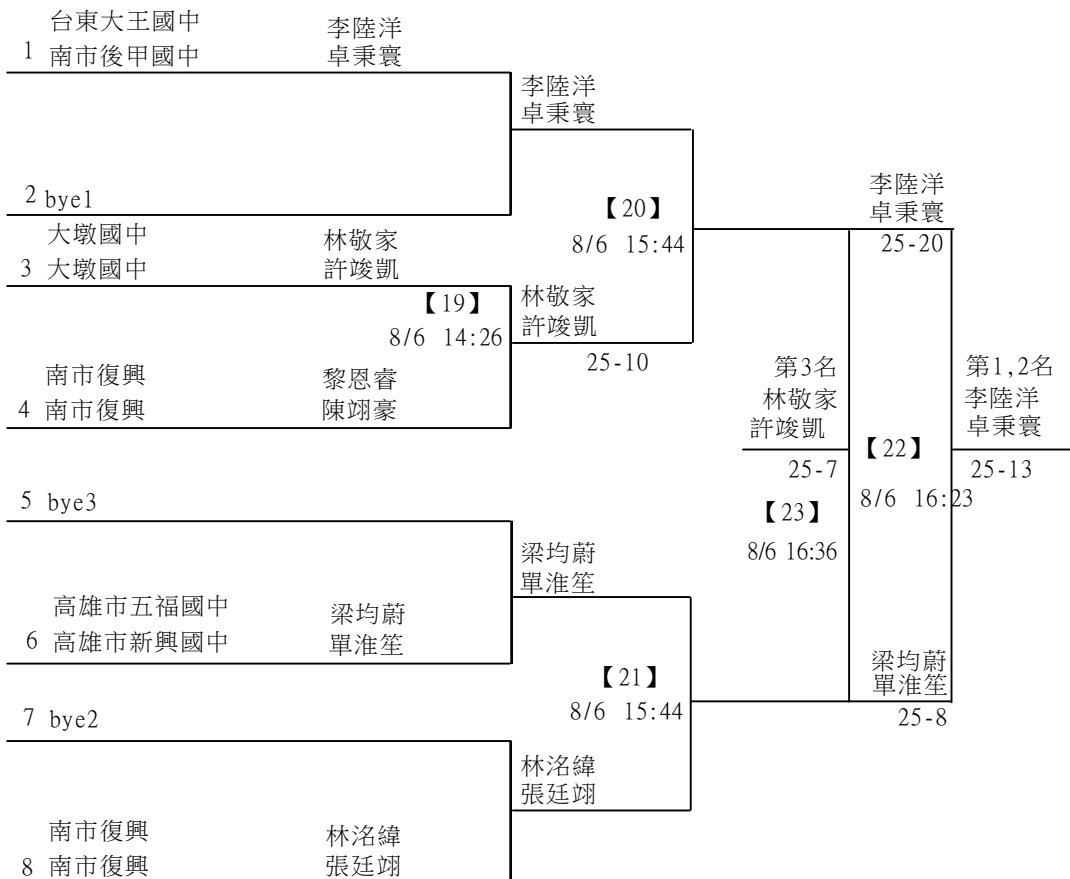 台東大王國中 李陸洋
1 南市後甲國中 卓秉寰
李陸洋
卓秉寰
2 bye1
【20】
8/6 15:44
李陸洋
卓秉寰
25-20
大墩國中 林敬家
3 大墩國中 許竣凱
【19】
8/6 14:26
林敬家
許竣凱
25-10
南市復興 黎恩睿
4 南市復興 陳翊豪
第3名
林敬家
許竣凱
25-7
【23】
8/6 16:36
【22】
8/6 16:23
第1,2名
李陸洋
卓秉寰
25-13
5 bye3
梁均蔚
單淮笙
高雄市五福國中 梁均蔚
6 高雄市新興國中 單淮笙
【21】
8/6 15:44
梁均蔚
單淮笙
25-8
7 bye2
林洺緯
張廷翊
南市復興 林洺緯
8 南市復興 張廷翊